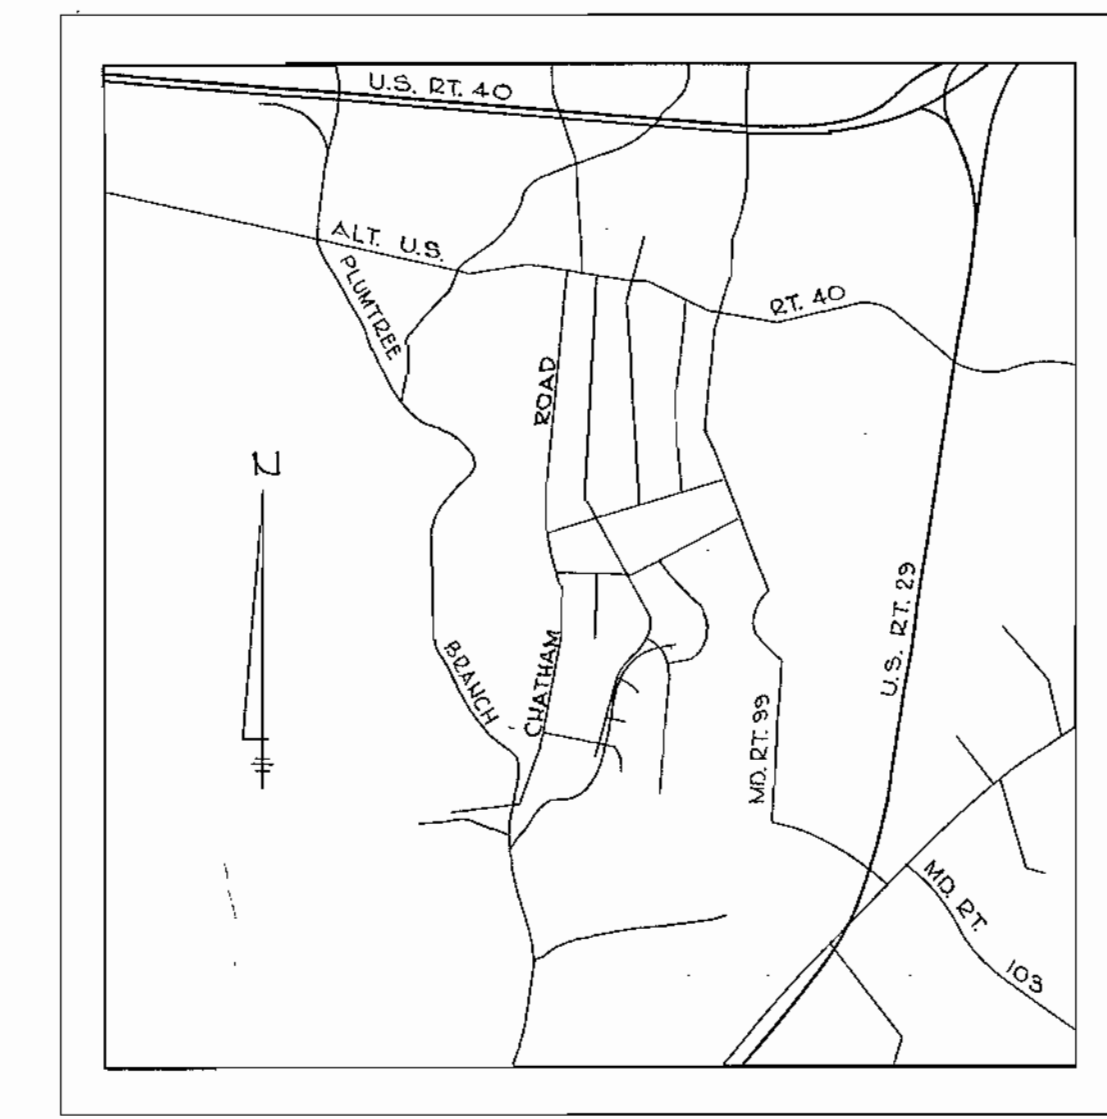 U.S. RT. 40
ALT. U.S.
RT. 40
PLUMTREE
ROAD
N
U.S. RT. 29
BRANCH
CHATHAM
MD. RT. 99
MD. RT.
103